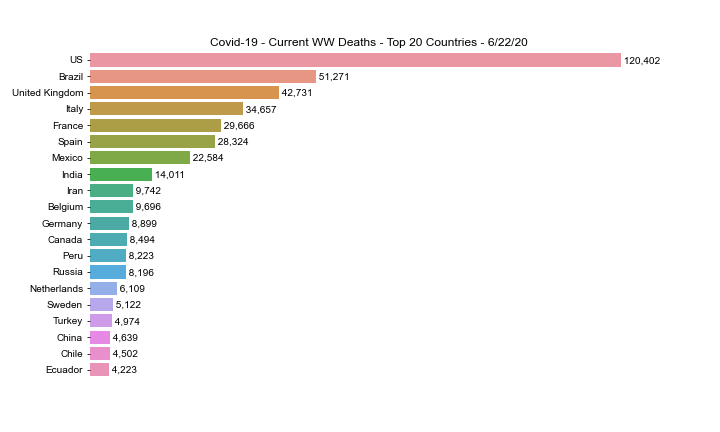 Covid-19 - Current WW Deaths - Top 20 Countries - 6/22/20
US 120,402
Brazil 51,271
United Kingdom 42,731
Italy 34,657
France 29,666
Spain 28,324
Mexico 22,584
India 14,011
Iran 9,742
Belgium 9,696
Germany 8,899
Canada 8,494
Peru 8,223
Russia 8,196
Netherlands 6,109
Sweden 5,122
Turkey 4,974
China 4,639
Chile 4,502
Ecuador 4,223